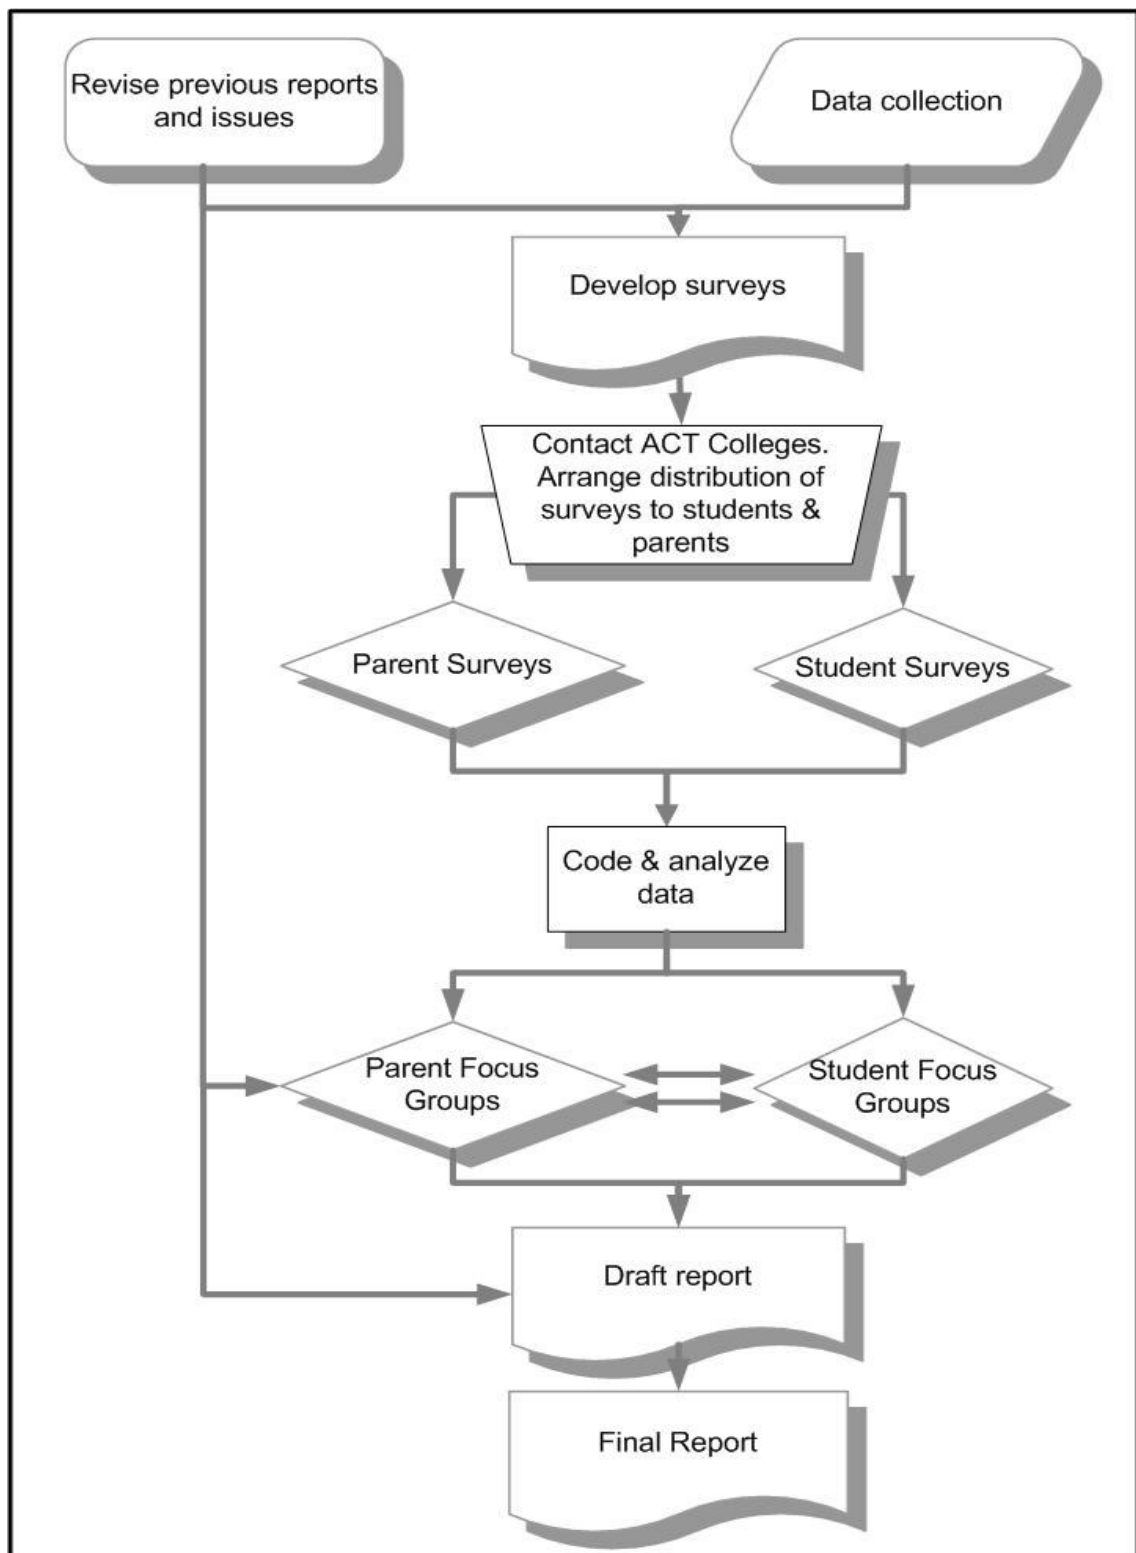 Revise previous reports
and issues
Data collection
Develop surveys
Contact ACT Colleges.
Arrange distribution of
surveys to students &
parents
Parent Surveys
Student Surveys
Code & analyze
data
Parent Focus
Groups
Student Focus
Groups
Draft report
Final Report